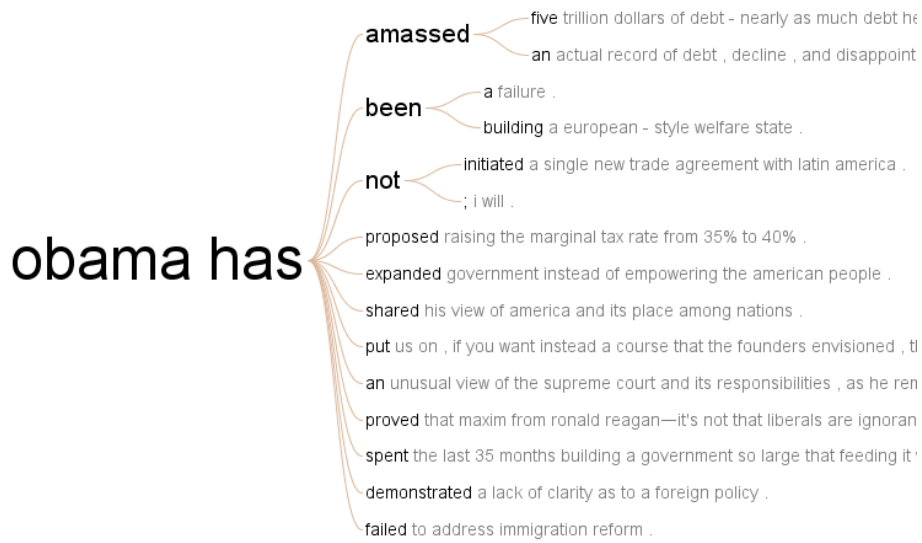 obama has
amassed
five trillion dollars of debt - nearly as much debt
an actual record of debt , decline , and disappoint
been
a failure .
building a european - style welfare state .
not
initiated a single new trade agreement with latin america .
; i will .
proposed raising the marginal tax rate from 35% to 40% .
expanded government instead of empowering the american people .
shared his view of america and its place among nations .
put us on , if you want instead a course that the founders envisioned ,
an unusual view of the supreme court and its responsibilities , as he
proved that maxim from ronald reagan—it's not that liberals are ignoran
spent the last 35 months building a government so large that feeding it
demonstrated a lack of clarity as to a foreign policy .
failed to address immigration reform .